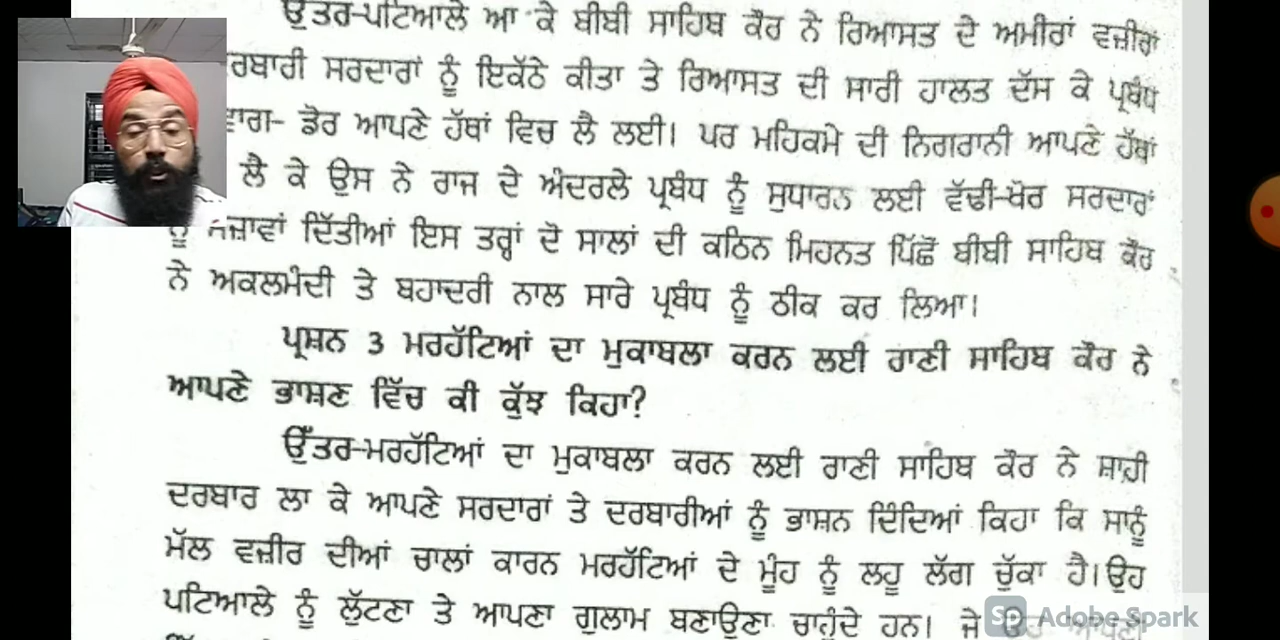 ਉੱਤਰ-ਪਟਿਆਲੇ ਆ ਕੇ ਬੀਬੀ ਸਾਹਿਬ ਕੌਰ ਨੇ ਰਿਆਸਤ ਦੇ ਅਮੀਰਾਂ ਵਜ਼ੀਰਾਂ
ਰਬਾਰੀ ਸਰਦਾਰਾਂ ਨੂੰ ਇਕੱਠੇ ਕੀਤਾ ਤੇ ਰਿਆਸਤ ਦੀ ਸਾਰੀ ਹਾਲਤ ਦੱਸ ਕੇ ਪ੍ਰਬੰਧ
ਵਾਗ- ਡੋਰ ਆਪਣੇ ਹੱਥਾਂ ਵਿਚ ਲੈ ਲਈ। ਪਰ ਮਹਿਕਮੇ ਦੀ ਨਿਗਰਾਨੀ ਆਪਣੇ ਹੱਥਾਂ
ਲੈ ਕੇ ਉਸ ਨੇ ਰਾਜ ਦੇ ਅੰਦਰਲੇ ਪ੍ਰਬੰਧ ਨੂੰ ਸੁਧਾਰਨ ਲਈ ਵੱਢੀ-ਖੋਰ ਸਰਦਾਰਾਂ
ਨੂੰ ਸਜ਼ਾਵਾਂ ਦਿੱਤੀਆਂ ਇਸ ਤਰ੍ਹਾਂ ਦੋ ਸਾਲਾਂ ਦੀ ਕਠਿਨ ਮਿਹਨਤ ਪਿੱਛੋਂ ਬੀਬੀ ਸਾਹਿਬ ਕੌਰ
ਨੇ ਅਕਲਮੰਦੀ ਤੇ ਬਹਾਦਰੀ ਨਾਲ ਸਾਰੇ ਪ੍ਰਬੰਧ ਨੂੰ ਠੀਕ ਕਰ ਲਿਆ।
ਪ੍ਰਸ਼ਨ 3 ਮਰਹੱਟਿਆਂ ਦਾ ਮੁਕਾਬਲਾ ਕਰਨ ਲਈ ਰਾਣੀ ਸਾਹਿਬ ਕੌਰ ਨੇ
ਆਪਣੇ ਭਾਸ਼ਣ ਵਿੱਚ ਕੀ ਕੁੱਝ ਕਿਹਾ?
ਉੱਤਰ-ਮਰਹੱਟਿਆਂ ਦਾ ਮੁਕਾਬਲਾ ਕਰਨ ਲਈ ਰਾਣੀ ਸਾਹਿਬ ਕੌਰ ਨੇ ਸ਼ਾਹੀ
ਦਰਬਾਰ ਲਾ ਕੇ ਆਪਣੇ ਸਰਦਾਰਾਂ ਤੇ ਦਰਬਾਰੀਆਂ ਨੂੰ ਭਾਸ਼ਨ ਦਿੰਦਿਆਂ ਕਿਹਾ ਕਿ ਸਾਨੂੰ
ਮੱਲ ਵਜ਼ੀਰ ਦੀਆਂ ਚਾਲਾਂ ਕਾਰਨ ਮਰਹੱਟਿਆਂ ਦੇ ਮੂੰਹ ਨੂੰ ਲਹੂ ਲੱਗ ਚੁੱਕਾ ਹੈ।ਉਹ
ਪਟਿਆਲੇ ਨੂੰ ਲੁੱਟਣਾ ਤੇ ਆਪਣਾ ਗੁਲਾਮ ਬਣਾਉਣਾ ਚਾਹੁੰਦੇ ਹਨ। ਜੇ
Sp Adobe Spark